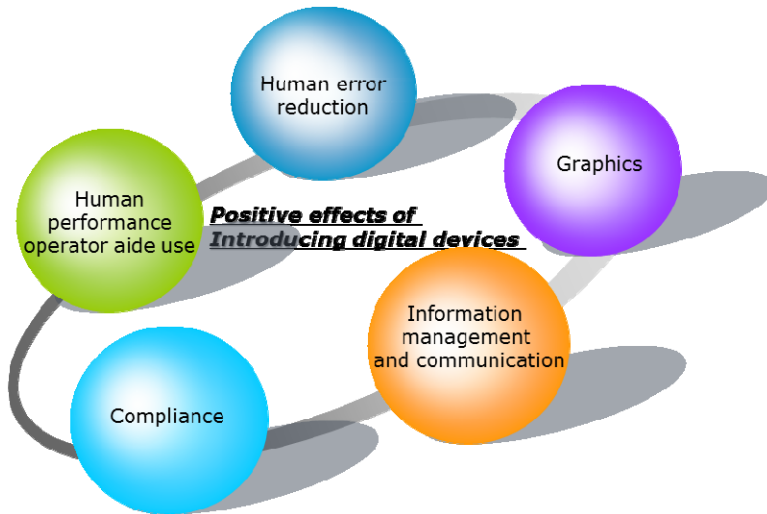 Human error
reduction
Graphics
Human
performance
operator aide use
Positive effects of
Introducing digital devices
Information
management
and communication
Compliance